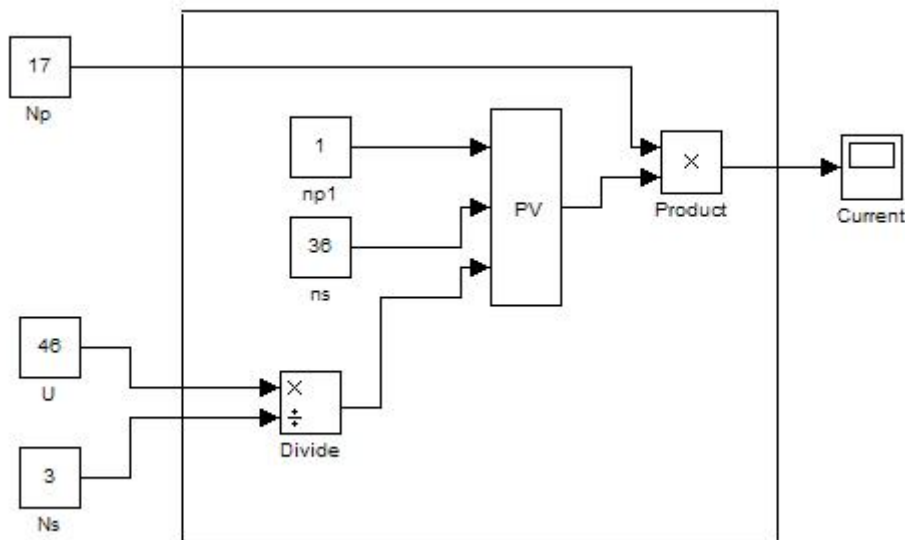 17
Np
1
np1
36
ns
PV
×
Product
Current
46
U
×
÷
Divide
3
Ns